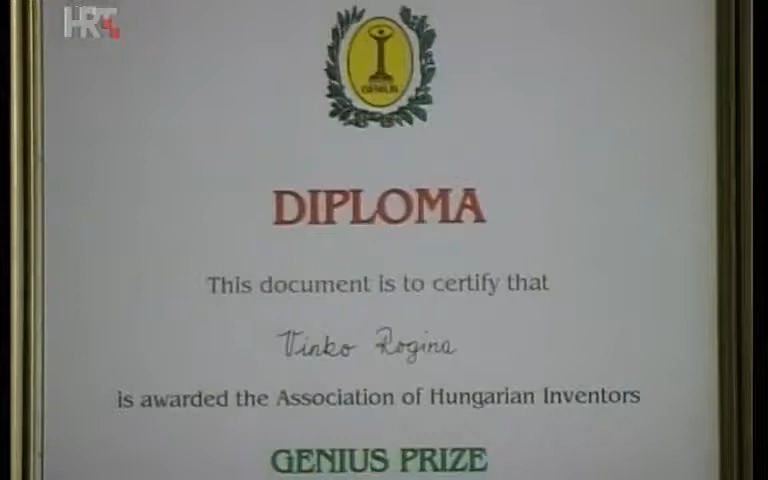 HRT
GENIUS
DIPLOMA
This document is to certify that
Vinko Rogina
is awarded the Association of Hungarian Inventors
GENIUS PRIZE